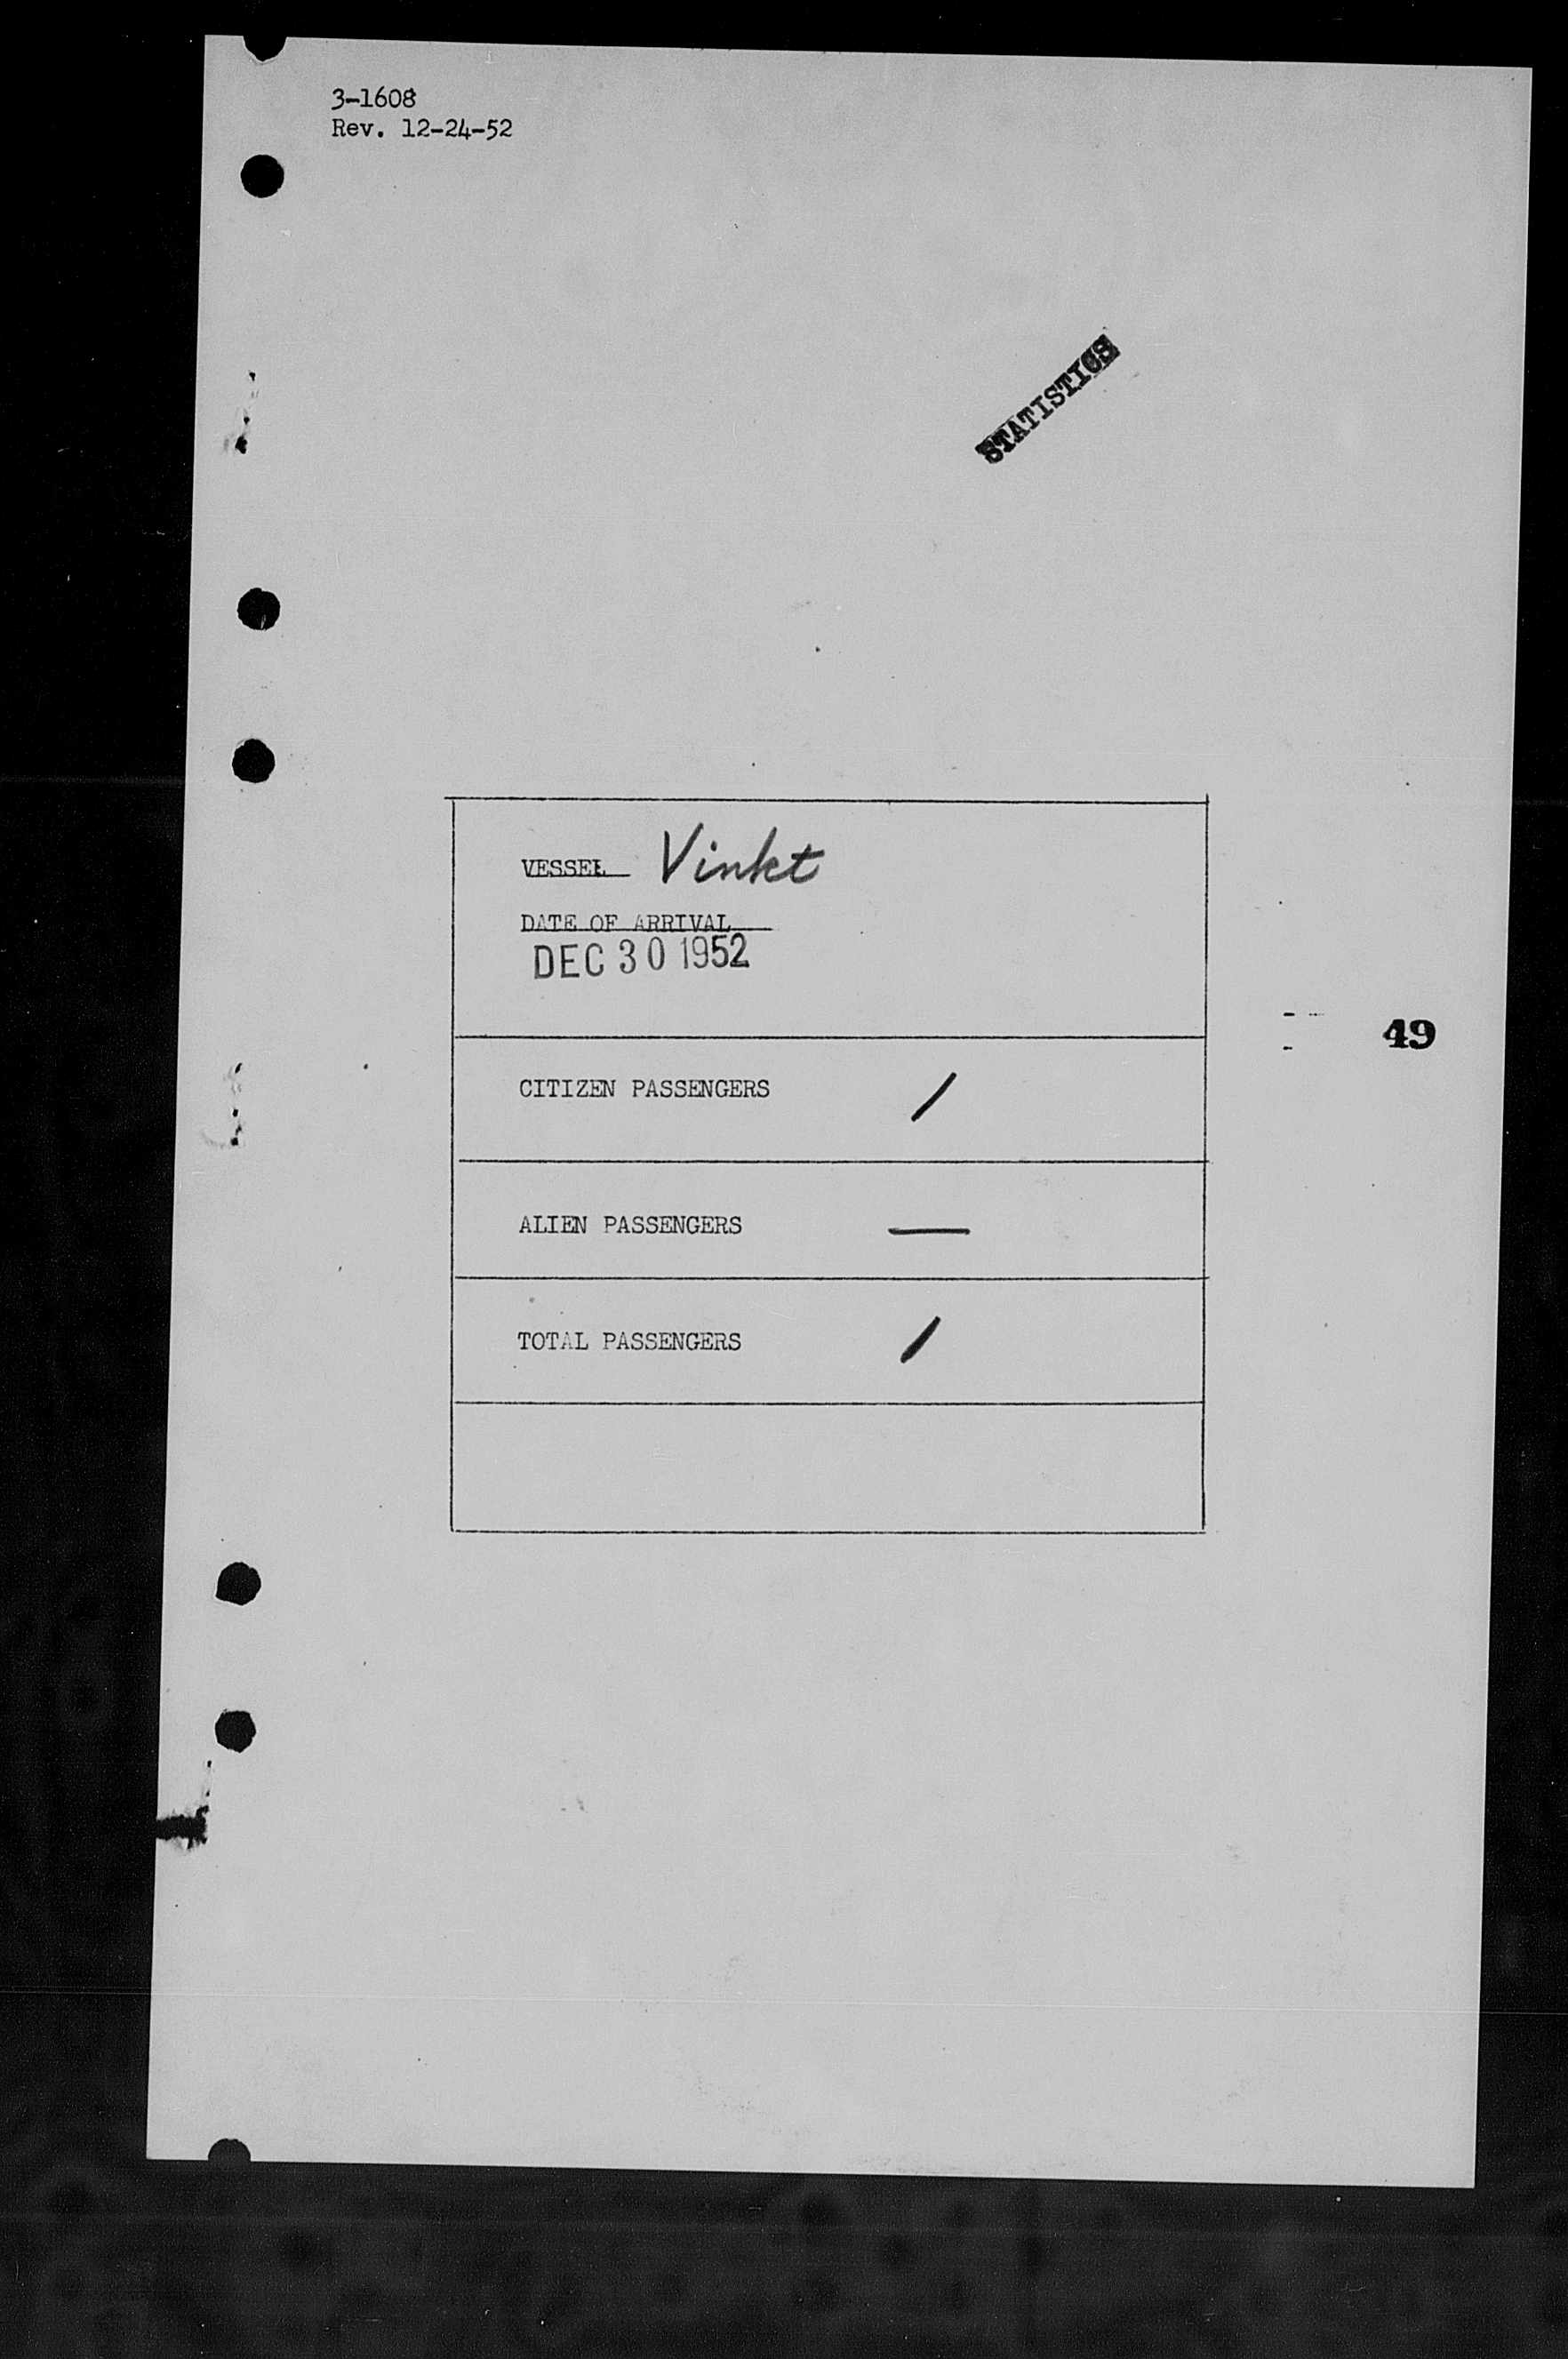 3-1608
Rev. 12-24-52
STATISTICS
VESSEL Vinkt
DATE OF ARRIVAL
DEC 30 1952
49
CITIZEN PASSENGERS /
ALIEN PASSENGERS —
TOTAL PASSENGERS /